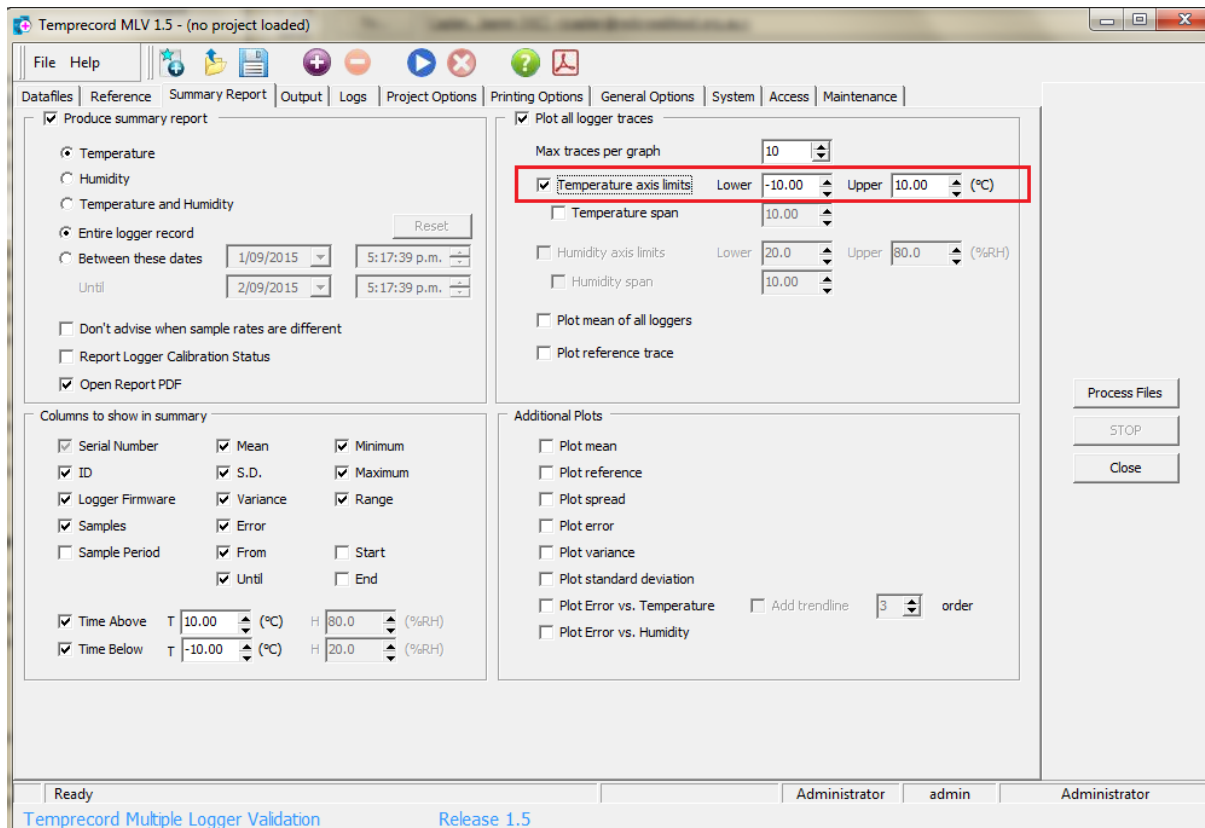 Temprecord MLV 1.5 - (no project loaded)
File Help
Datafiles Reference Summary Report Output Logs Project Options Printing Options General Options System Access Maintenance
Produce summary report
Temperature
Humidity
Temperature and Humidity
Entire logger record
Reset
Between these dates 1/09/2015 5:17:39 p.m.
Until 2/09/2015 5:17:39 p.m.
Don't advise when sample rates are different
Report Logger Calibration Status
Open Report PDF
Plot all logger traces
Max traces per graph 10
Temperature axis limits Lower -10.00 Upper 10.00 (°C)
Temperature span 10.00
Humidity axis limits Lower 20.0 Upper 80.0 (%RH)
Humidity span 10.00
Plot mean of all loggers
Plot reference trace
Columns to show in summary
Serial Number Mean Minimum
ID S.D. Maximum
Logger Firmware Variance Range
Samples Error
Sample Period From Start
Until End
Time Above T 10.00 (°C) H 80.0 (%RH)
Time Below T -10.00 (°C) H 20.0 (%RH)
Additional Plots
Plot mean
Plot reference
Plot spread
Plot error
Plot variance
Plot standard deviation
Plot Error vs. Temperature Add trendline 3 order
Plot Error vs. Humidity
Process Files
STOP
Close
Ready Administrator admin Administrator
Temprecord Multiple Logger Validation Release 1.5